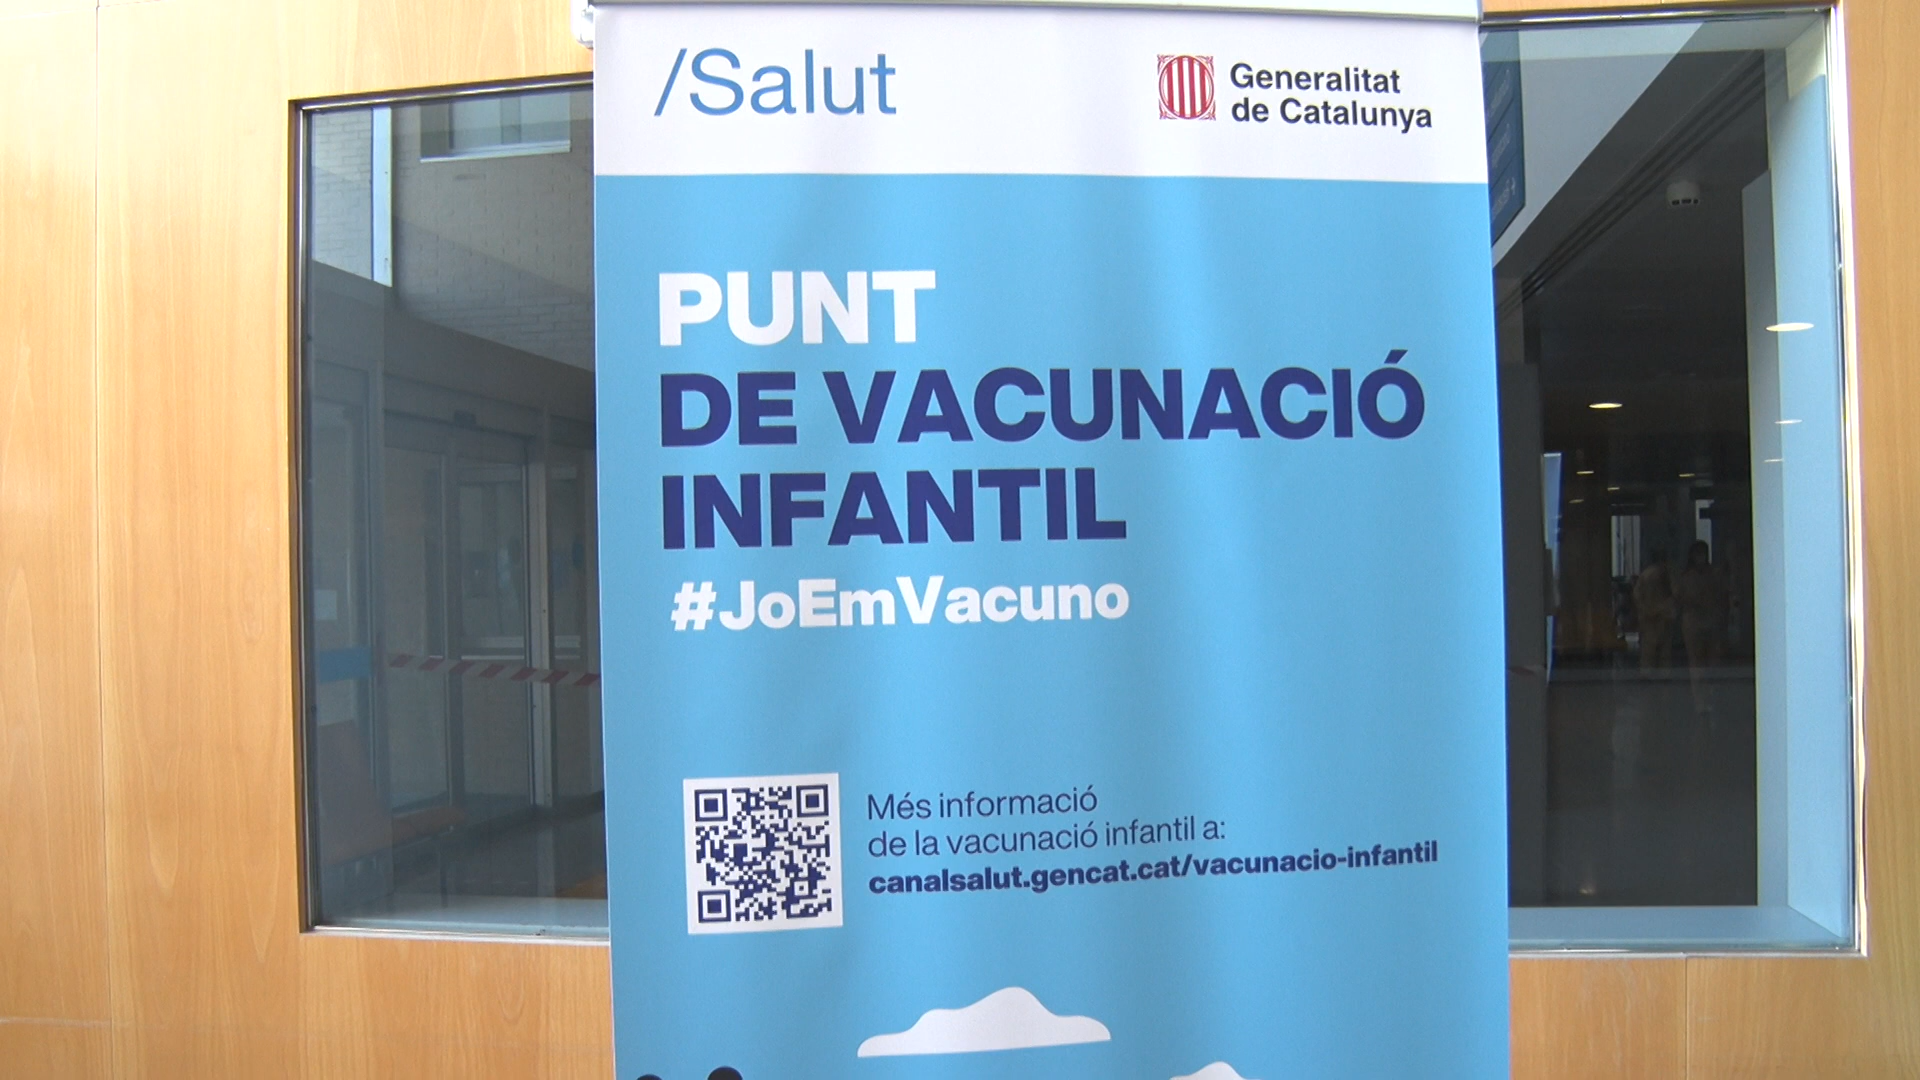 /Salut
Generalitat
de Catalunya
PUNT
DE VACUNACIÓ
INFANTIL
#JoEmVacuno
Més informació
de la vacunació infantil a:
canalsalut.gencat.cat/vacunacio-infantil